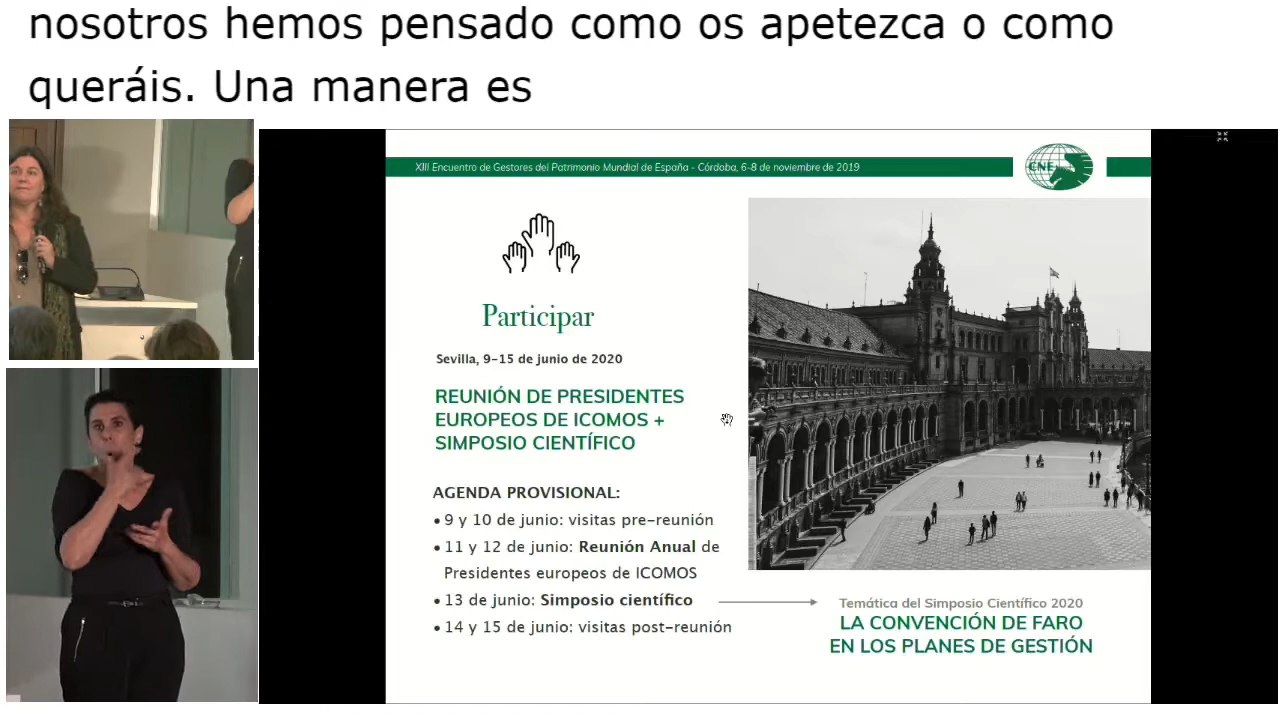 nosotros hemos pensado como os apetezca o como
queráis. Una manera es
XIII Encuentro de Gestores del Patrimonio Mundial de España - Córdoba, 6-8 de noviembre de 2019
CNE
Participar
Sevilla, 9-15 de junio de 2020
REUNIÓN DE PRESIDENTES
EUROPEOS DE ICOMOS +
SIMPOSIO CIENTÍFICO
AGENDA PROVISIONAL:
• 9 y 10 de junio: visitas pre-reunión
• 11 y 12 de junio: Reunión Anual de
Presidentes europeos de ICOMOS
• 13 de junio: Simposio científico
• 14 y 15 de junio: visitas post-reunión
Temática del Simposio Científico 2020
LA CONVENCIÓN DE FARO
EN LOS PLANES DE GESTIÓN